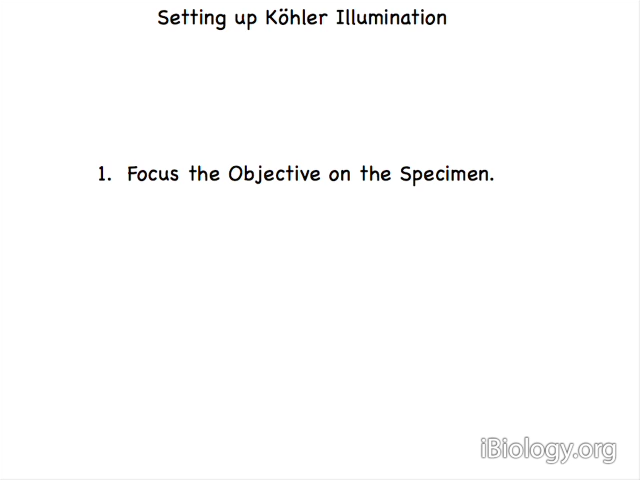 Setting up Köhler Illumination
1. Focus the Objective on the Specimen.
iBiology.org